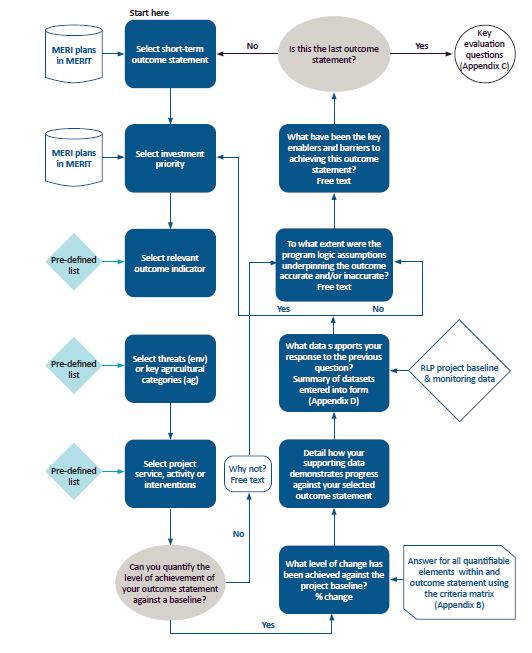 Start here
MERI plans
in MERIT
Select short-term
outcome statement
No
Is this the last outcome
statement?
Yes
Key
evaluation
questions
(Appendix C)
MERI plans
in MERIT
Select investment
priority
What have been the key
enablers and barriers to
achieving this outcome
statement?
Free text
Pre-defined
list
Select relevant
outcome indicator
To what extent were the
program logic assumptions
underpinning the outcome
accurate and/or inaccurate?
Free text
Yes
No
Pre-defined
list
Select threats (env)
or key agricultural
categories (ag)
What data supports your
response to the previous
question?
Summary of datasets
entered into form
(Appendix D)
RLP project baseline
& monitoring data
Pre-defined
list
Select project
service, activity or
interventions
Why not?
Free text
Detail how your
supporting data
demonstrates progress
against your selected
outcome statement
No
Can you quantify the
level of achievement of
your outcome statement
against a baseline?
What level of change has
been achieved against the
project baseline?
% change
Answer for all quantifiable
elements within and
outcome statement using
the criteria matrix
(Appendix B)
Yes